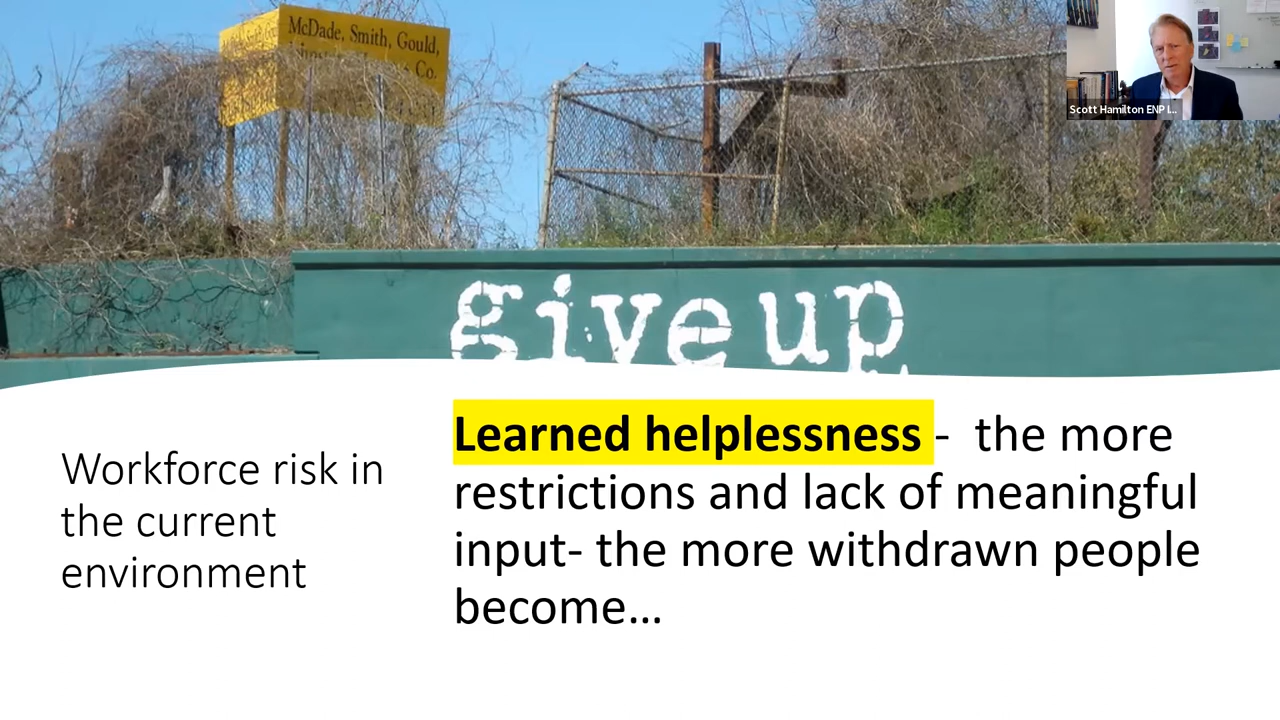 McDade, Smith, Gould,
Co.
Scott Hamilton ENP L...
give up
Workforce risk in
the current
environment
Learned helplessness - the more
restrictions and lack of meaningful
input- the more withdrawn people
become...